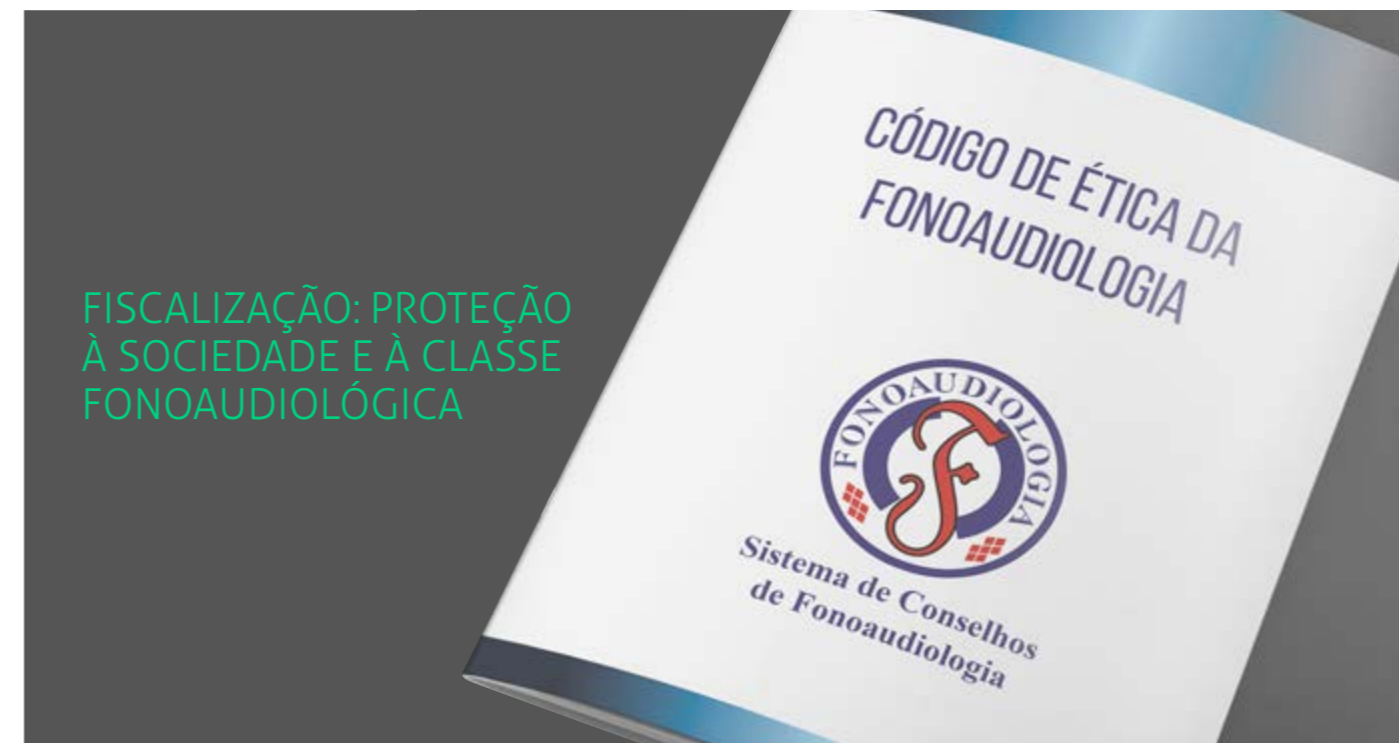 FISCALIZAÇÃO: PROTEÇÃO
À SOCIEDADE E À CLASSE
FONOAUDIOLÓGICA
CÓDIGO DE ÉTICA DA
FONOAUDIOLOGIA
FONOAUDIOLOGIA
F
Sistema de Conselhos
de Fonoaudiologia